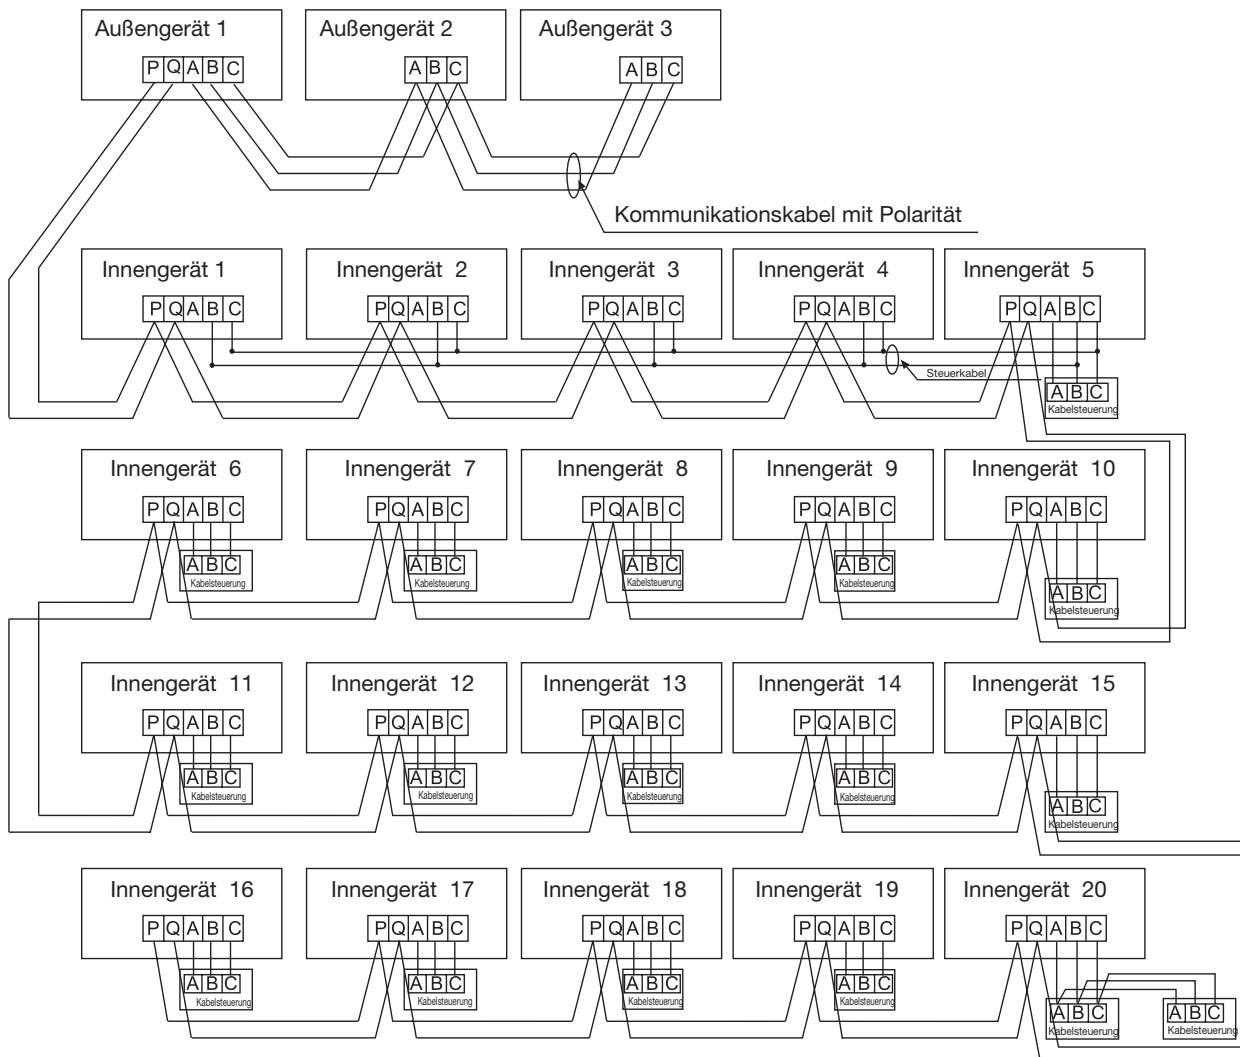 Außengerät 1 Außengerät 2 Außengerät 3
P Q A B C A B C A B C
Kommunikationskabel mit Polarität
Innengerät 1 Innengerät 2 Innengerät 3 Innengerät 4 Innengerät 5
P Q A B C P Q A B C P Q A B C P Q A B C P Q A B C
Steuerkabel
A B C
Kabelsteuerung
Innengerät 6 Innengerät 7 Innengerät 8 Innengerät 9 Innengerät 10
P Q A B C P Q A B C P Q A B C P Q A B C P Q A B C
A B C A B C A B C A B C
Kabelsteuerung Kabelsteuerung Kabelsteuerung Kabelsteuerung
A B C
Kabelsteuerung
Innengerät 11 Innengerät 12 Innengerät 13 Innengerät 14 Innengerät 15
P Q A B C P Q A B C P Q A B C P Q A B C P Q A B C
A B C A B C A B C A B C
Kabelsteuerung Kabelsteuerung Kabelsteuerung Kabelsteuerung
A B C
Kabelsteuerung
Innengerät 16 Innengerät 17 Innengerät 18 Innengerät 19 Innengerät 20
P Q A B C P Q A B C P Q A B C P Q A B C P Q A B C
A B C A B C A B C A B C
Kabelsteuerung Kabelsteuerung Kabelsteuerung Kabelsteuerung
A B C A B C
Kabelsteuerung Kabelsteuerung